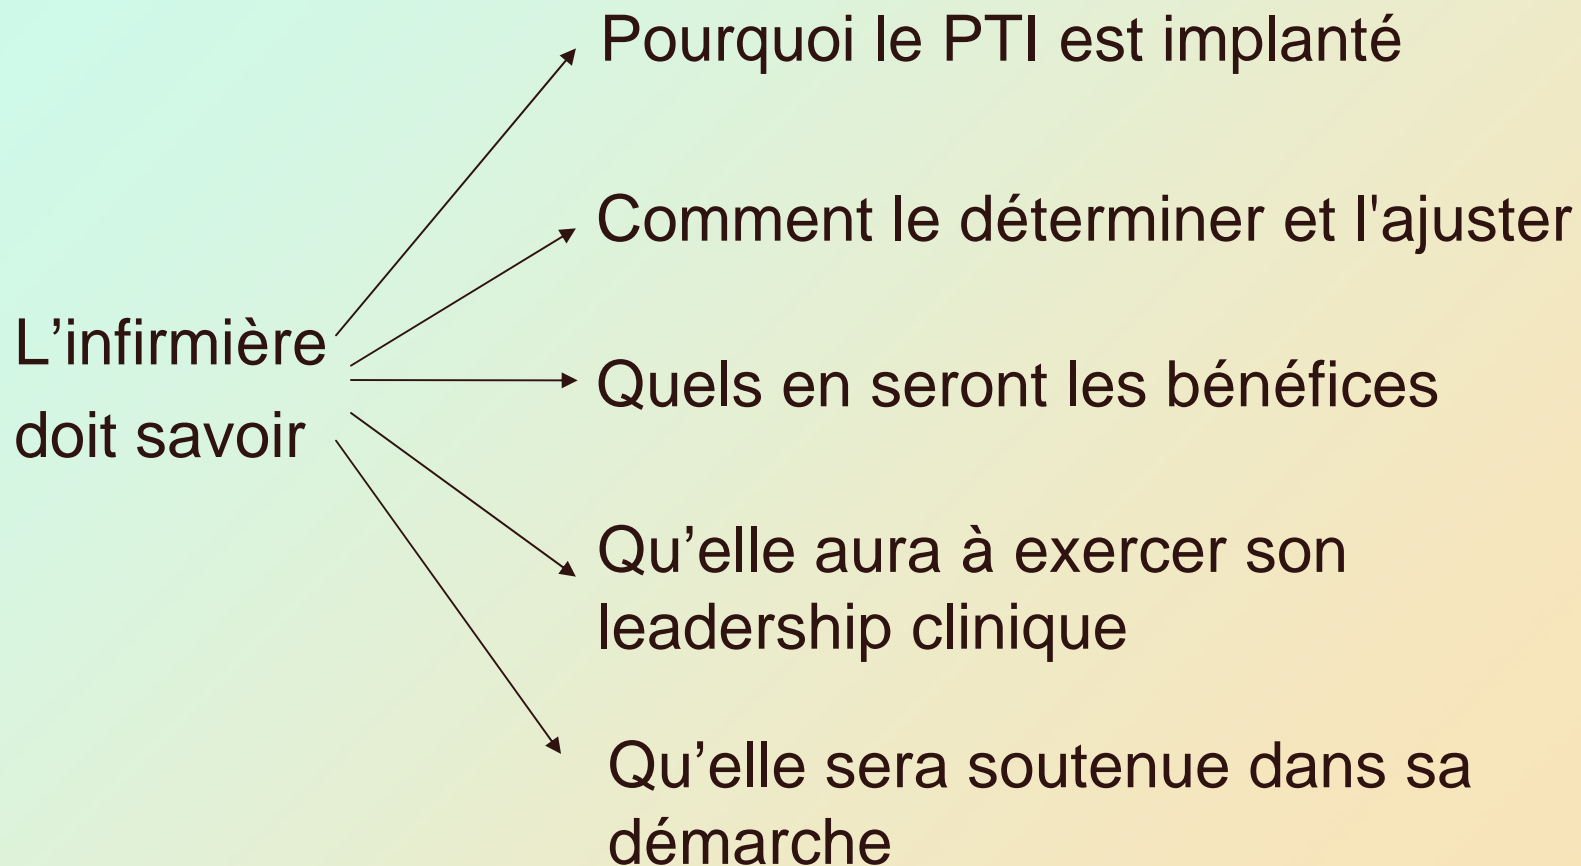 Pourquoi le PTI est implanté
Comment le déterminer et l'ajuster
L’infirmière
doit savoir
Quels en seront les bénéfices
Qu’elle aura à exercer son
leadership clinique
Qu’elle sera soutenue dans sa
démarche